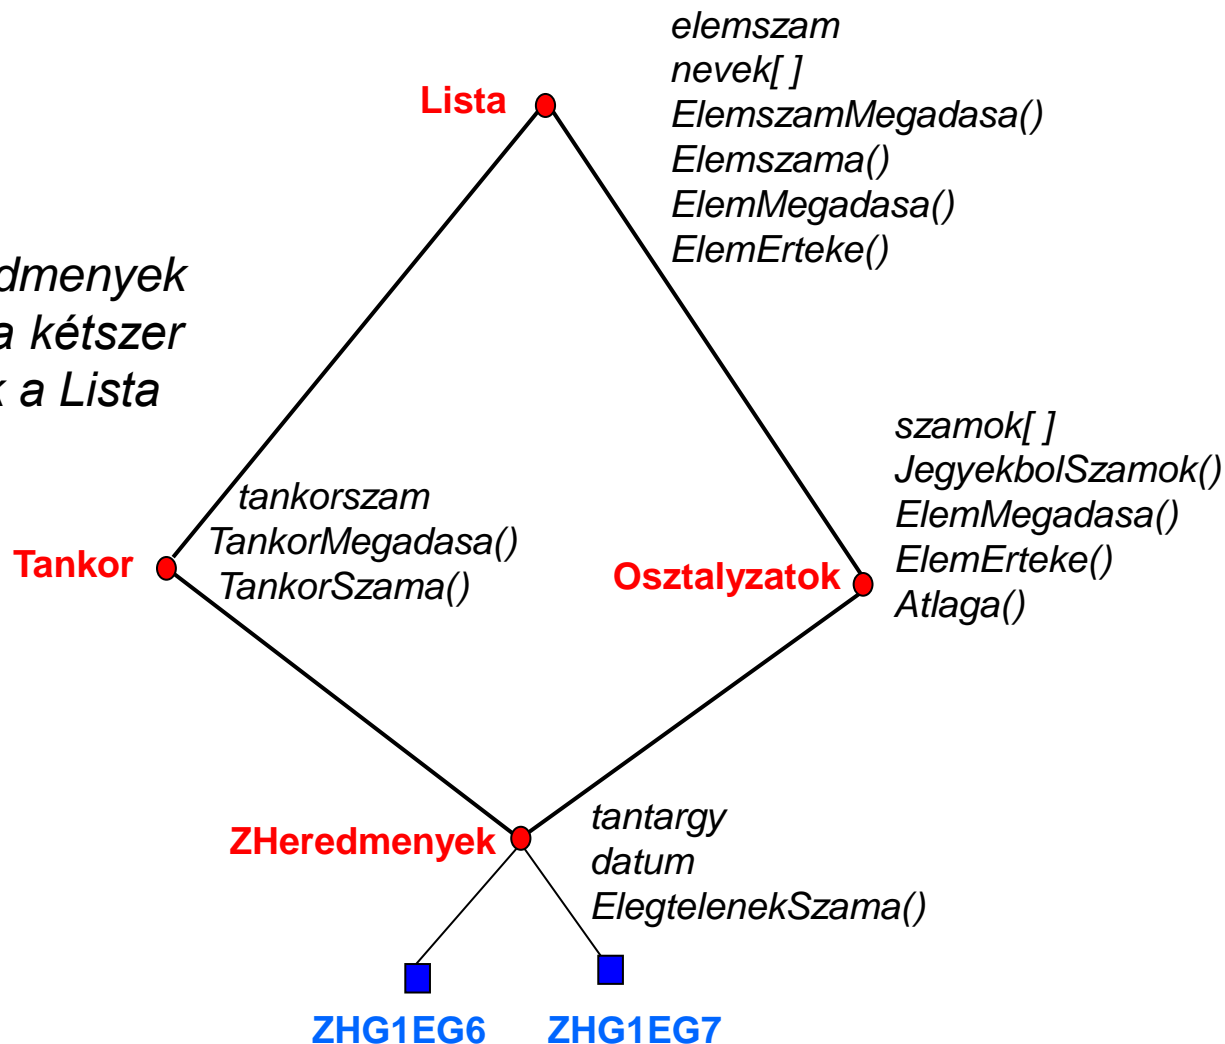 elemszam
nevek[ ]
Lista
ElemszamMegadasa()
Elemszama()
ElemMegadasa()
ElemErteke()
dmenyek
a kétszer
k a Lista
szamok[ ]
JegyekbolSzamok()
ElemMegadasa()
ElemErteke()
Atlaga()
tankorszam
TankorMegadasa()
TankorSzama()
Tankor
Osztalyzatok
ZHeredmenyek
tantargy
datum
ElegtelenekSzama()
ZHG1EG6
ZHG1EG7